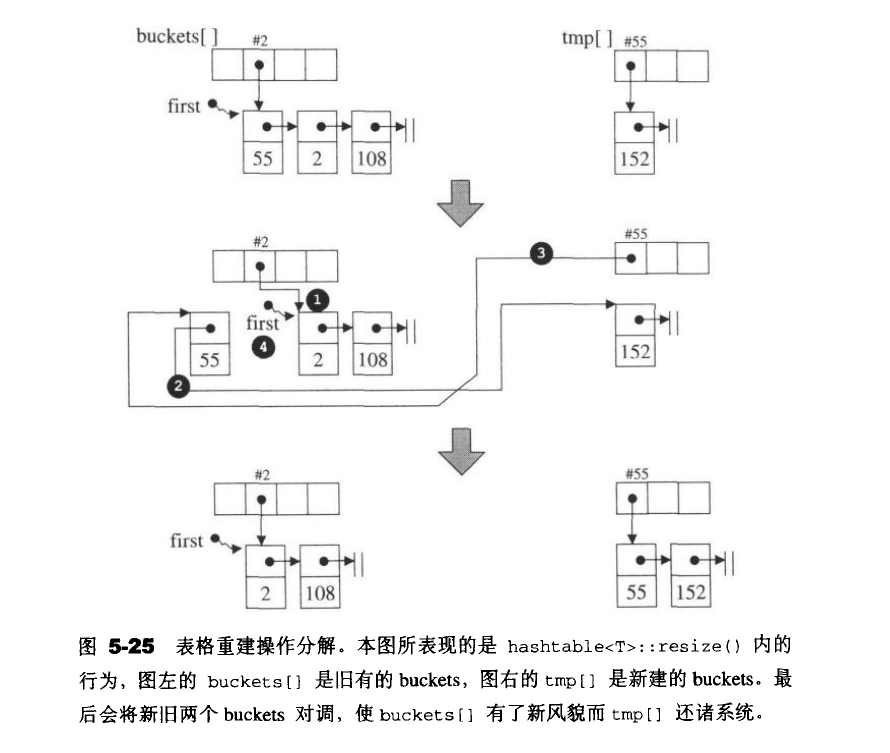 buckets[ ]
#2
tmp[ ]
#55
first
55
2
108
152
#2
#55
3
1
first
4
55
2
108
152
2
#2
#55
first
2
108
55
152
图 5-25 表格重建操作分解。本图所表现的是 hashtable<T>::resize() 内的
行为，图左的 buckets[] 是旧有的 buckets，图右的 tmp[] 是新建的 buckets。最
后会将新旧两个 buckets 对调，使 buckets[] 有了新风貌而 tmp[] 还诸系统。